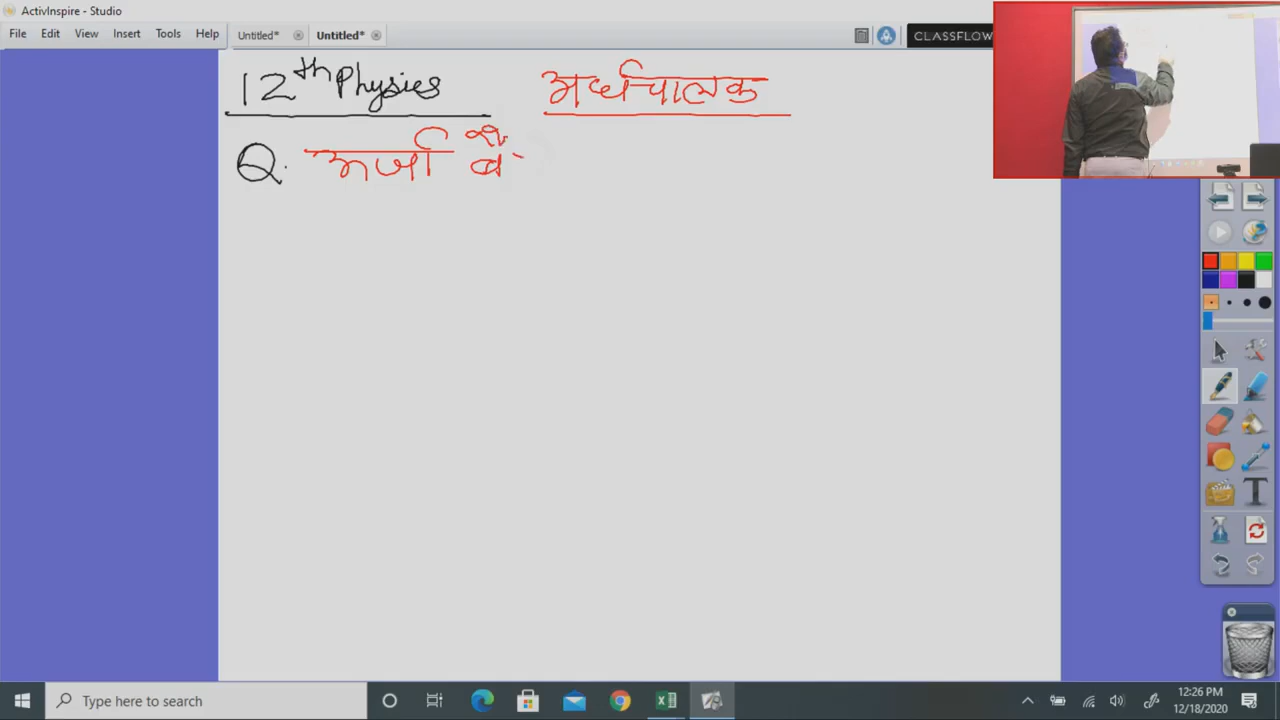 ActivInspire - Studio
File Edit View Insert Tools Help Untitled* Untitled* CLASSFLOW
12th Physics अर्धचालक
Q.
Type here to search
12:26 PM
12/18/2020